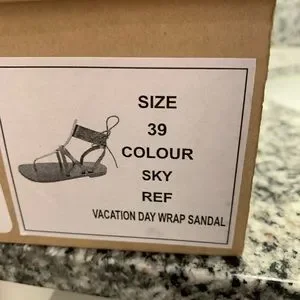 SIZE
39
COLOUR
SKY
REF
VACATION DAY WRAP SANDAL